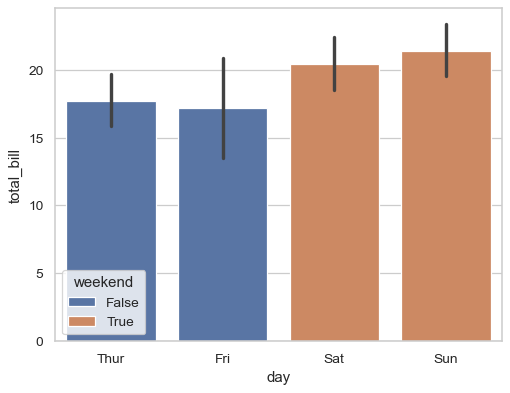 total_bill
20
15
10
5
0
weekend
False
True
Thur Fri Sat Sun
day